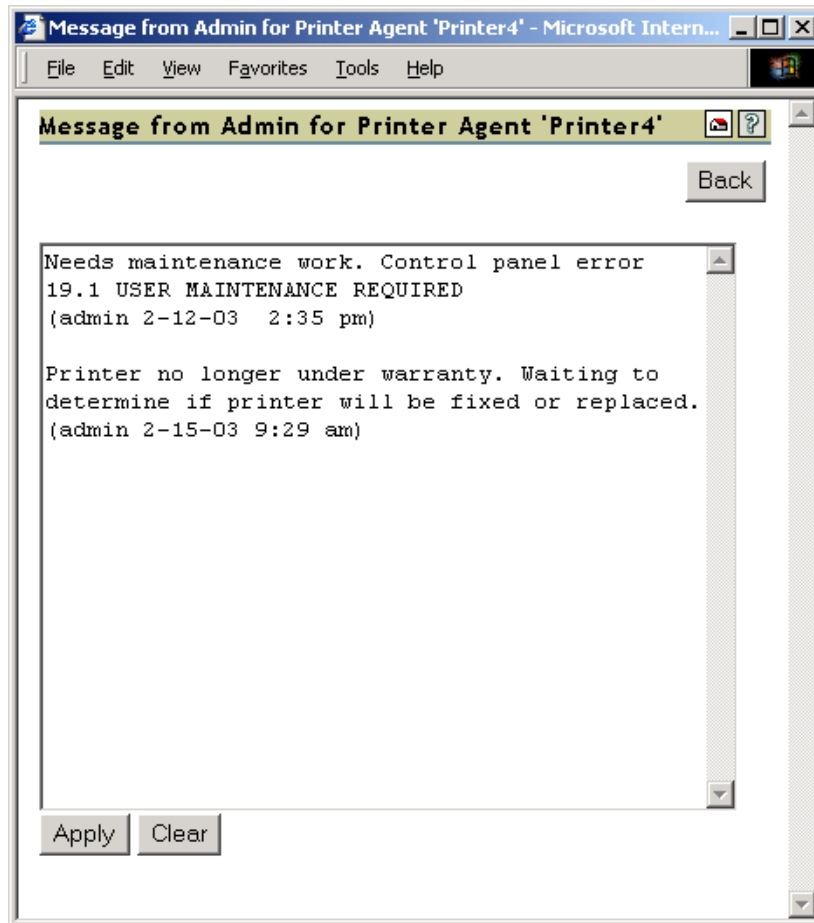 Message from Admin for Printer Agent 'Printer4' - Microsoft Intern...
File Edit View Favorites Tools Help
Message from Admin for Printer Agent 'Printer4'
Back
Needs maintenance work. Control panel error
19.1 USER MAINTENANCE REQUIRED
(admin 2-12-03  2:35 pm)
Printer no longer under warranty. Waiting to
determine if printer will be fixed or replaced.
(admin 2-15-03 9:29 am)
Apply Clear